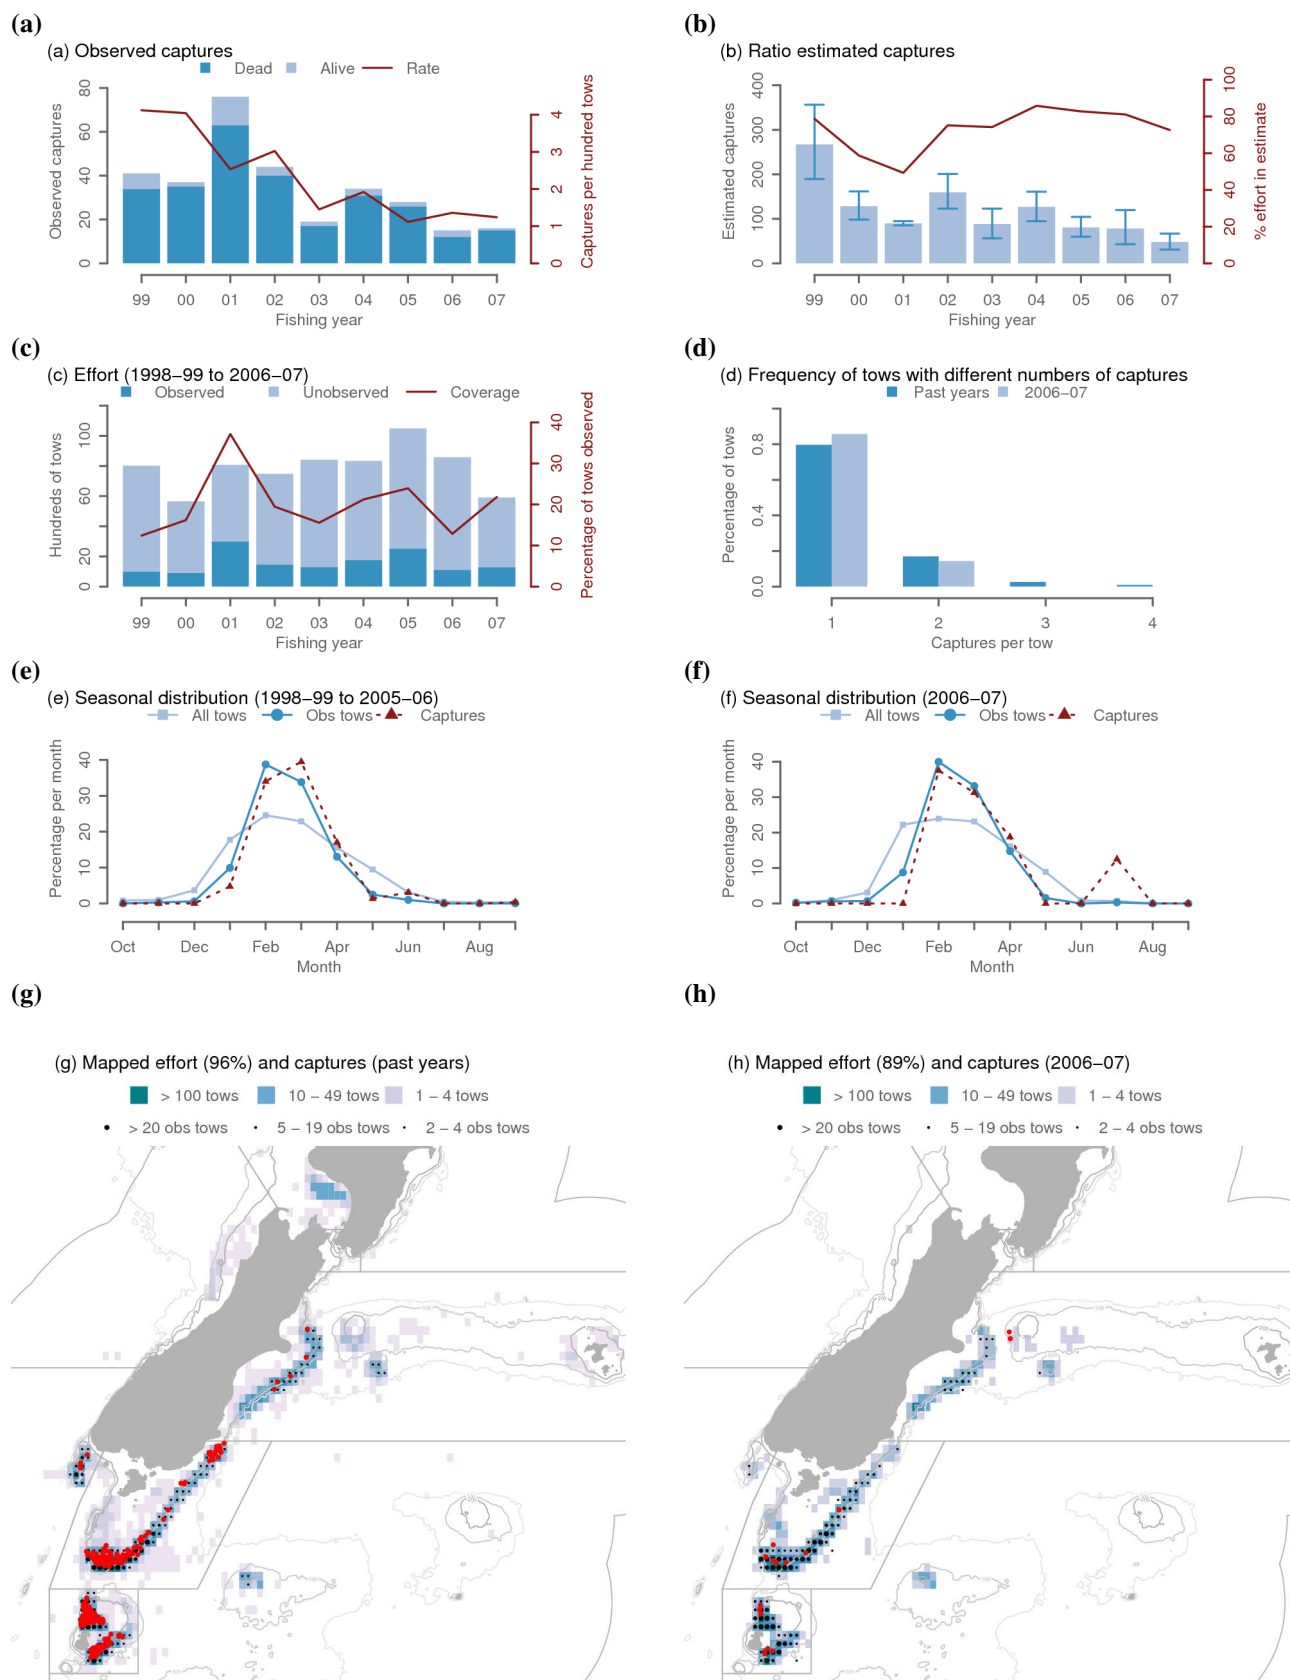 (a)
(a) Observed captures
Dead Alive Rate
Observed captures
0 20 40 60 80
Captures per hundred tows
0 1 2 3 4
99 00 01 02 03 04 05 06 07
Fishing year
(b)
(b) Ratio estimated captures
Estimated captures
0 100 200 300 400
% effort in estimate
0 20 40 60 80 100
99 00 01 02 03 04 05 06 07
Fishing year
(c)
(c) Effort (1998–99 to 2006–07)
Observed Unobserved Coverage
Hundreds of tows
0 20 60 100
Percentage of tows observed
0 10 20 30 40
99 00 01 02 03 04 05 06 07
Fishing year
(d)
(d) Frequency of tows with different numbers of captures
Past years 2006–07
Percentage of tows
0.0 0.4 0.8
1 2 3 4
Captures per tow
(e)
(e) Seasonal distribution (1998–99 to 2005–06)
All tows Obs tows Captures
Percentage per month
0 10 20 30 40
Oct Dec Feb Apr Jun Aug
Month
(f)
(f) Seasonal distribution (2006–07)
All tows Obs tows Captures
Percentage per month
0 10 20 30 40
Oct Dec Feb Apr Jun Aug
Month
(g)
(g) Mapped effort (96%) and captures (past years)
> 100 tows 10 – 49 tows 1 – 4 tows
> 20 obs tows 5 – 19 obs tows 2 – 4 obs tows
(h)
(h) Mapped effort (89%) and captures (2006–07)
> 100 tows 10 – 49 tows 1 – 4 tows
> 20 obs tows 5 – 19 obs tows 2 – 4 obs tows